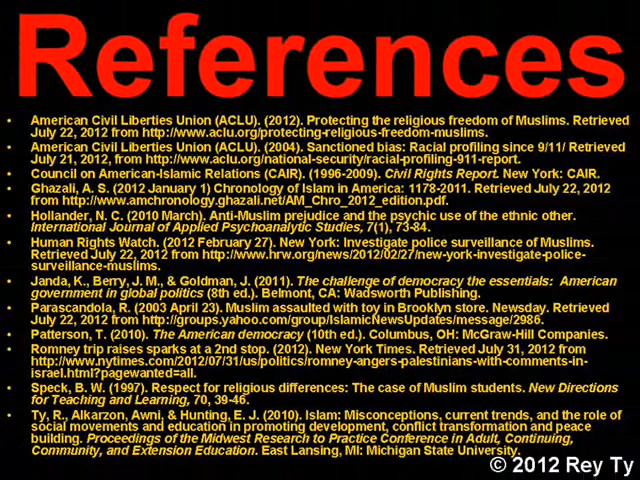 References
• American Civil Liberties Union (ACLU). (2012). Protecting the religious freedom of Muslims. Retrieved
July 22, 2012 from http://www.aclu.org/protecting-religious-freedom-muslims.
• American Civil Liberties Union (ACLU). (2004). Sanctioned bias: Racial profiling since 9/11/ Retrieved
July 21, 2012, from http://www.aclu.org/national-security/racial-profiling-911-report.
• Council on American-Islamic Relations (CAIR). (1996-2009). Civil Rights Report. New York: CAIR.
• Ghazali, A. S. (2012 January 1) Chronology of Islam in America: 1178-2011. Retrieved July 22, 2012
from http://www.amchronology.ghazali.net/AM_Chro_2012_edition.pdf.
• Hollander, N. C. (2010 March). Anti-Muslim prejudice and the psychic use of the ethnic other.
International Journal of Applied Psychoanalytic Studies, 7(1), 73-84.
• Human Rights Watch. (2012 February 27). New York: Investigate police surveillance of Muslims.
Retrieved July 22, 2012 from http://www.hrw.org/news/2012/02/27/new-york-investigate-police-
surveillance-muslims.
• Janda, K., Berry, J. M., & Goldman, J. (2011). The challenge of democracy the essentials: American
government in global politics (8th ed.). Belmont, CA: Wadsworth Publishing.
• Parascandola, R. (2003 April 23). Muslim assaulted with toy in Brooklyn store. Newsday. Retrieved
July 22, 2012 from http://groups.yahoo.com/group/IslamicNewsUpdates/message/2986.
• Patterson, T. (2010). The American democracy (10th ed.). Columbus, OH: McGraw-Hill Companies.
• Romney trip raises sparks at a 2nd stop. (2012). New York Times. Retrieved July 31, 2012 from
http://www.nytimes.com/2012/07/31/us/politics/romney-angers-palestinians-with-comments-in-
israel.html?pagewanted=all.
• Speck, B. W. (1997). Respect for religious differences: The case of Muslim students. New Directions
for Teaching and Learning, 70, 39-46.
• Ty, R., Alkarzon, Awni, & Hunting, E. J. (2010). Islam: Misconceptions, current trends, and the role of
social movements and education in promoting development, conflict transformation and peace
building. Proceedings of the Midwest Research to Practice Conference in Adult, Continuing,
Community, and Extension Education. East Lansing, MI: Michigan State University.
© 2012 Rey Ty